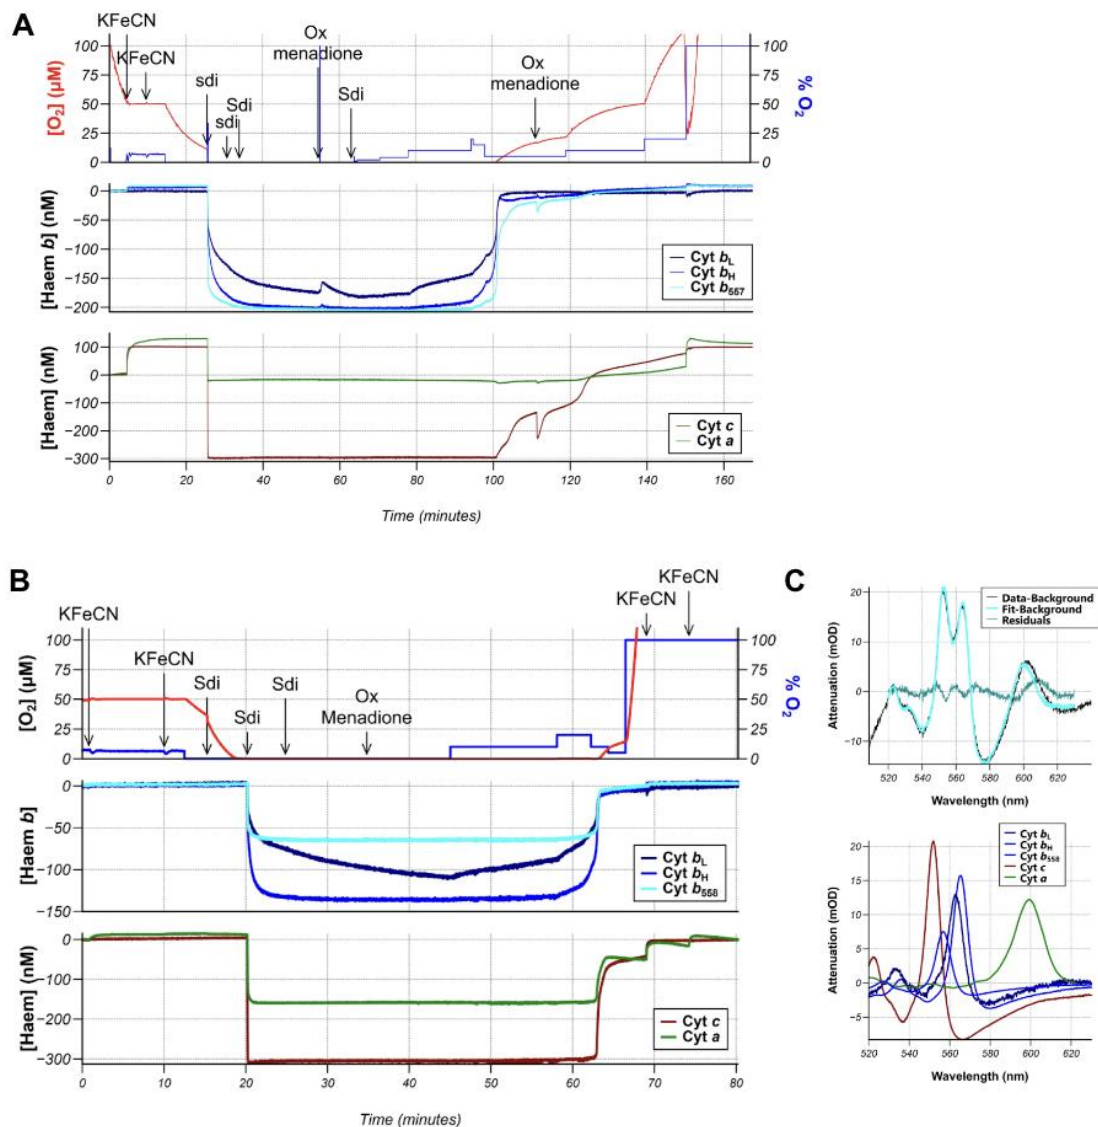 A
KFeCN
KFeCN
sdi
sdi
Sdi
Ox
menadione
Sdi
Ox
menadione
[O₂] (µM)
100
75
50
25
0
% O₂
100
75
50
25
0
[Haem b] (nM)
0
−50
−100
−150
−200
Cyt bL
Cyt bH
Cyt b557
[Haem] (nM)
100
0
−100
−200
−300
Cyt c
Cyt a
0 20 40 60 80 100 120 140 160
Time (minutes)
B
KFeCN
KFeCN
Sdi
Sdi
Sdi
Ox
Menadione
KFeCN
KFeCN
[O₂] (µM)
100
75
50
25
0
% O₂
100
75
50
25
0
[Haem b]
0
−50
−100
−150
Cyt bL
Cyt bH
Cyt b558
[Haem] (nM)
0
−100
−200
−300
Cyt c
Cyt a
0 10 20 30 40 50 60 70 80
Time (minutes)
C
Data-Background
Fit-Background
Residuals
Attenuation (mOD)
20
10
0
−10
520 540 560 580 600 620
Wavelength (nm)
Cyt bL
Cyt bH
Cyt b558
Cyt c
Cyt a
Attenuation (mOD)
20
15
10
5
0
−5
520 540 560 580 600 620
Wavelength (nm)